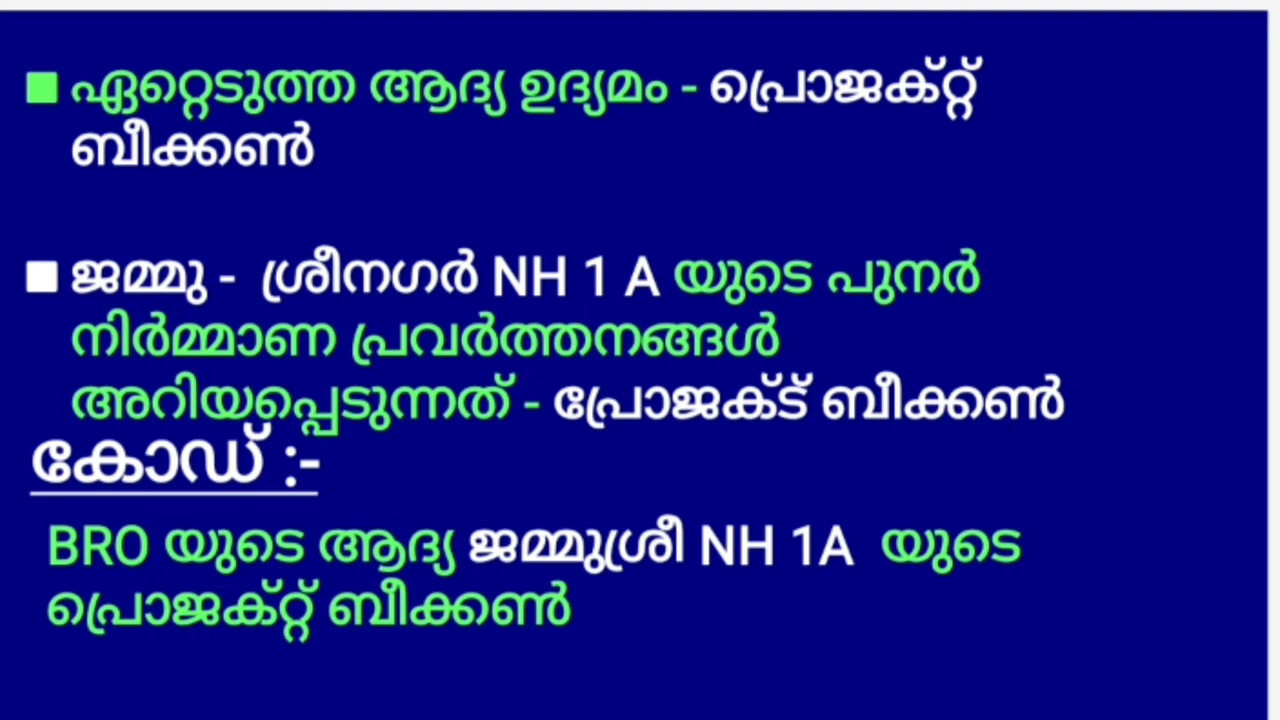 ■ ഏറ്റെടുത്ത ആദ്യ ഉദ്യമം - പ്രൊജക്റ്റ്
ബീക്കൺ
■ ജമ്മു - ശ്രീനഗർ NH 1 A യുടെ പുനർ
നിർമ്മാണ പ്രവർത്തനങ്ങൾ
അറിയപ്പെടുന്നത് - പ്രോജക്ട് ബീക്കൺ
കോഡ് :-
BRO യുടെ ആദ്യ ജമ്മുശ്രീ NH 1A യുടെ
പ്രൊജക്റ്റ് ബീക്കൺ